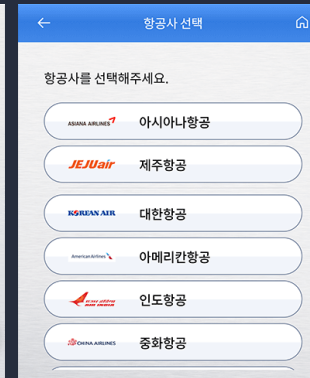 항공사 선택
항공사를 선택해주세요.
ASIANA AIRLINES 아시아나항공
JEJUair 제주항공
KOREAN AIR 대한항공
American Airlines 아메리칸항공
AIR INDIA 인도항공
CHINA AIRLINES 중화항공